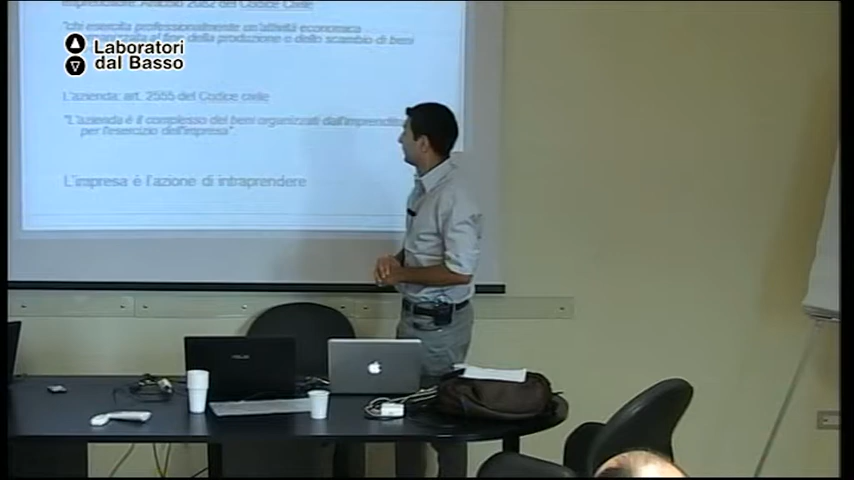 Imprenditore Articolo 2082 del Codice Civile
"chi esercita professionalmente un'attività economica
al fine della produzione o dello scambio di beni
Laboratori
dal Basso
L'azienda: art. 2555 del Codice civile
"L'azienda è il complesso dei beni organizzati dall'imprenditore
per l'esercizio dell'impresa"
L'impresa è l'azione di intraprendere